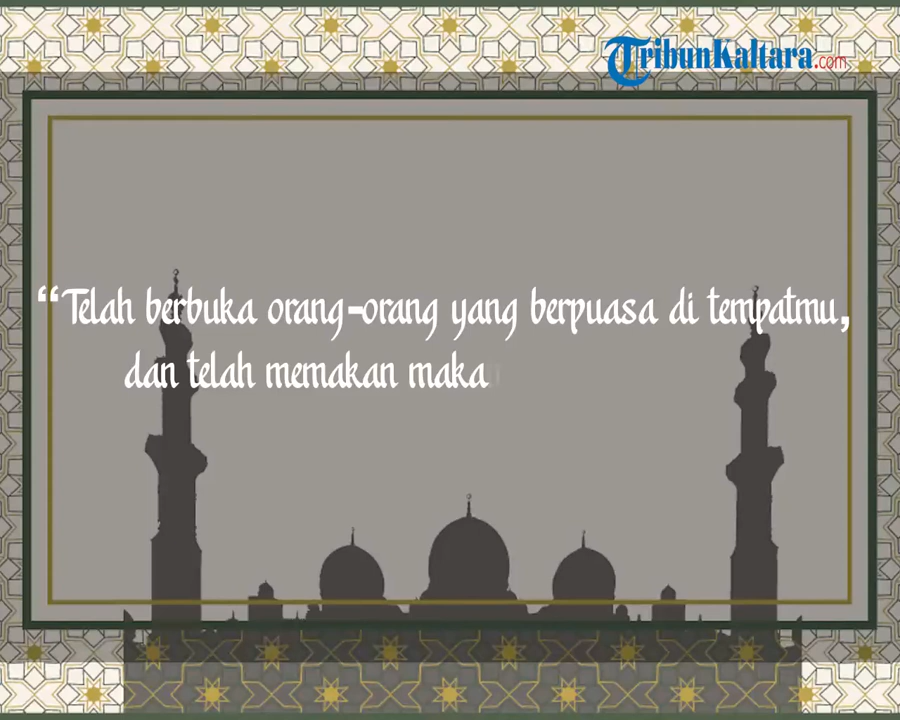 TribunKaltara.com
“Telah berbuka orang-orang yang berpuasa di tempatmu,
dan telah memakan maka